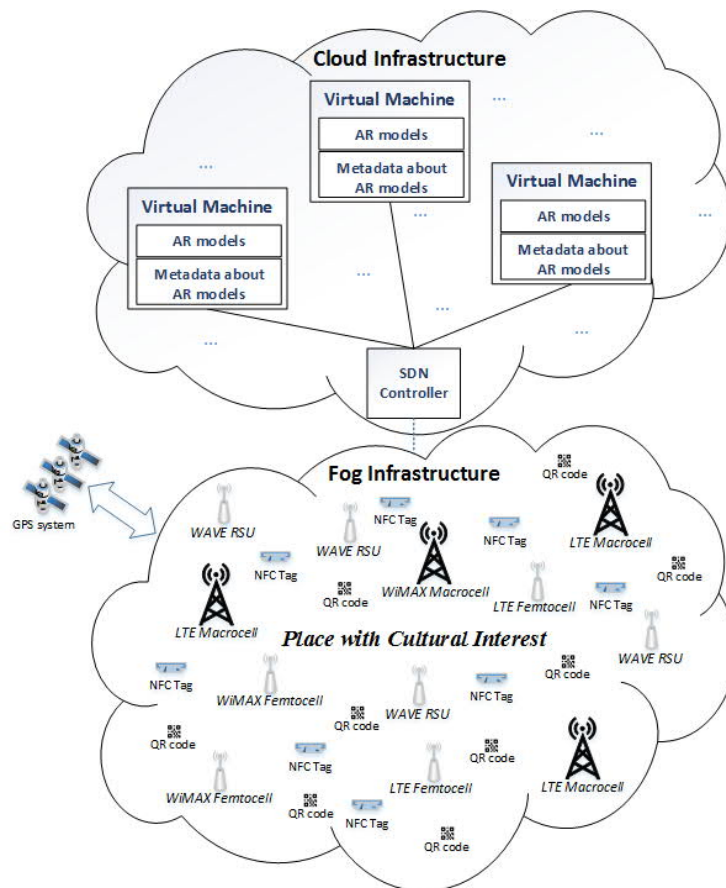 Cloud Infrastructure
Virtual Machine
...
AR models
Metadata about
AR models
...
Virtual Machine
AR models
Metadata about
AR models
Virtual Machine
AR models
Metadata about
AR models
...
...
...
...
...
...
SDN
Controller
Fog Infrastructure
GPS system
QR code
WAVE RSU
NFC Tag
WAVE RSU
NFC Tag
LTE Macrocell
NFC Tag
QR code
WiMAX Macrocell
LTE Femtocell
NFC Tag
QR code
LTE Macrocell
Place with Cultural Interest
WAVE RSU
NFC Tag
WiMAX Femtocell
WAVE RSU
NFC Tag
QR code
QR code
QR code
NFC Tag
QR code
WiMAX Femtocell
LTE Femtocell
LTE Macrocell
QR code
NFC Tag
QR code